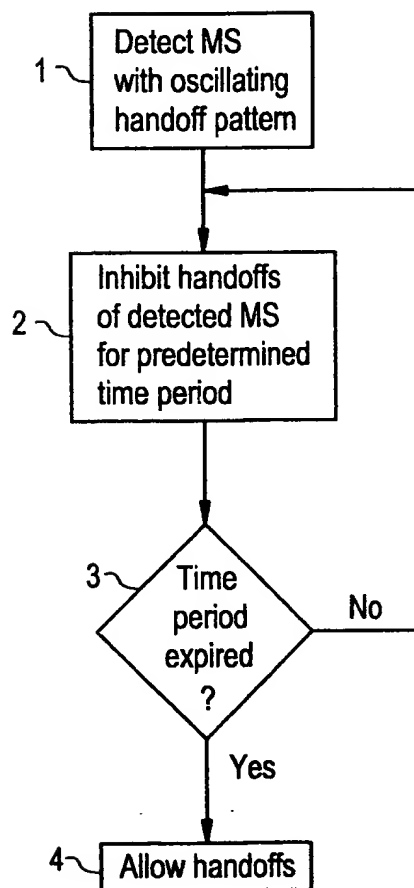 1
Detect MS
with oscillating
handoff pattern
2
Inhibit handoffs
of detected MS
for predetermined
time period
3
Time
period
expired
?
No
Yes
4
Allow handoffs